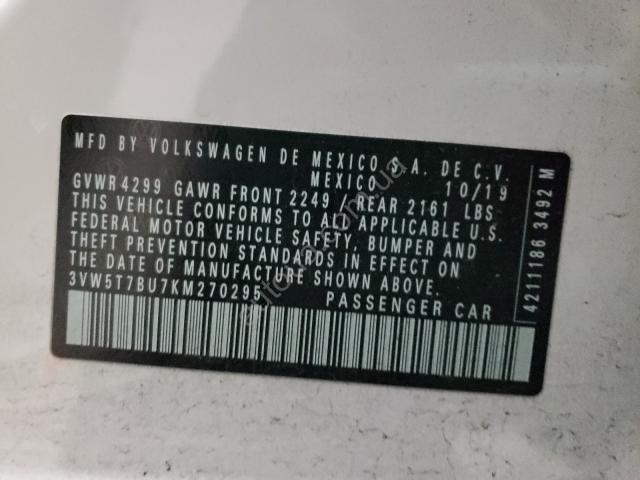 MFD BY VOLKSWAGEN DE MEXICO S.A. DE C.V.
MEXICO 10/19
GVWR 4299 GAWR FRONT 2249 REAR 2161 LBS
THIS VEHICLE CONFORMS TO ALL APPLICABLE U.S.
FEDERAL MOTOR VEHICLE SAFETY, BUMPER AND
THEFT PREVENTION STANDARDS IN EFFECT ON
THE DATE OF MANUFACTURE SHOWN ABOVE.
3VW5T7BU7KM270295 PASSENGER CAR
4211186 3492 M